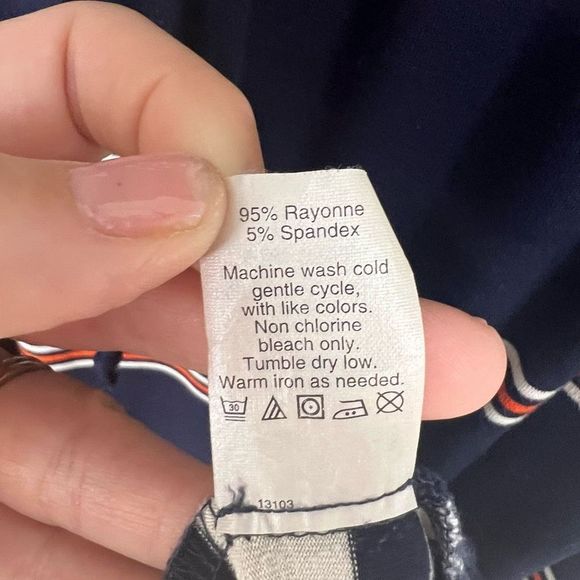 95% Rayonne
5% Spandex
Machine wash cold
gentle cycle,
with like colors.
Non chlorine
bleach only.
Tumble dry low.
Warm iron as needed.
30
13103